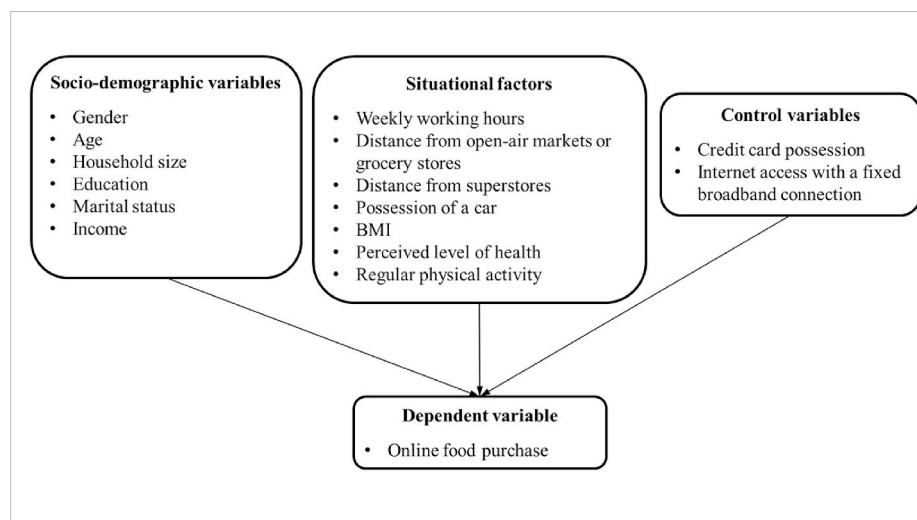 Socio-demographic variables
Gender
Age
Household size
Education
Marital status
Income
Situational factors
Weekly working hours
Distance from open-air markets or
grocery stores
Distance from superstores
Possession of a car
BMI
Perceived level of health
Regular physical activity
Control variables
Credit card possession
Internet access with a fixed
broadband connection
Dependent variable
Online food purchase